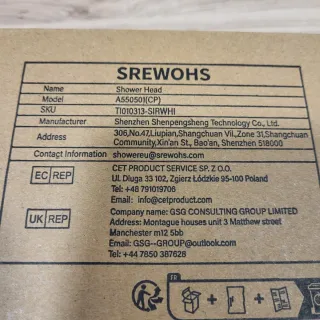 SREWOHS
Name Shower Head
Model A550501(CP)
SKU TI010313-SIRWHI
Manufacturer Shenzhen Shenpengsheng Technology Co., Ltd.
Address 306,No.47,Liupian,Shangchuan Vil.,Zone 31,Shangchuan
Community,Xin'an St., Bao'an, Shenzhen 518000
Contact Information showereu@srewohs.com
EC REP CET PRODUCT SERVICE SP. Z O.O.
Ul. Dluga 33 102, Zgierz Łódzkie 95-100 Poland
Tel: +48 791019706
Email: info@cetproduct.com
UK REP Company name: GSG CONSULTING GROUP LIMITED
Address: Montague houses unit 3 Matthew street
Manchester m12 5bb
Email: GSG--GROUP@outlook.com
Tel: +44 7850 387628
FR